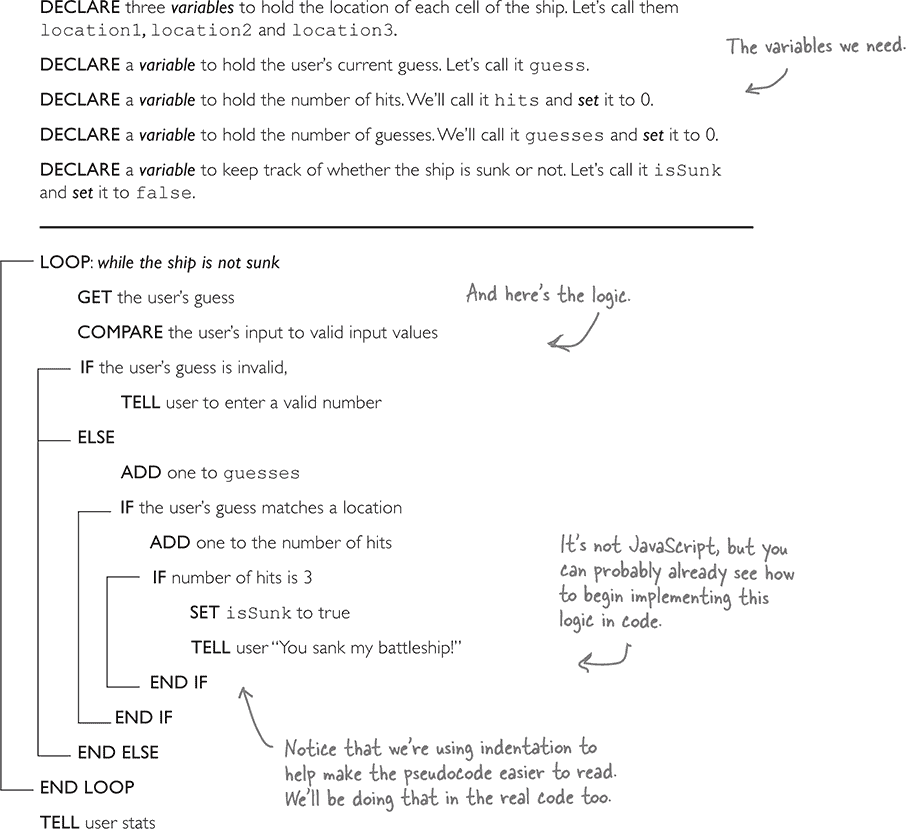 DECLARE three variables to hold the location of each cell of the ship. Let's call them
location1, location2 and location3.
The variables we need.
DECLARE a variable to hold the user's current guess. Let's call it guess.
DECLARE a variable to hold the number of hits. We'll call it hits and set it to 0.
DECLARE a variable to hold the number of guesses. We'll call it guesses and set it to 0.
DECLARE a variable to keep track of whether the ship is sunk or not. Let's call it isSunk
and set it to false.
LOOP: while the ship is not sunk
GET the user's guess
And here's the logic.
COMPARE the user's input to valid input values
IF the user's guess is invalid,
TELL user to enter a valid number
ELSE
ADD one to guesses
IF the user's guess matches a location
ADD one to the number of hits
IF number of hits is 3
SET isSunk to true
TELL user “You sank my battleship!”
END IF
It's not JavaScript, but you
can probably already see how
to begin implementing this
logic in code.
END IF
END ELSE
Notice that we're using indentation to
help make the pseudocode easier to read.
We'll be doing that in the real code too.
END LOOP
TELL user stats